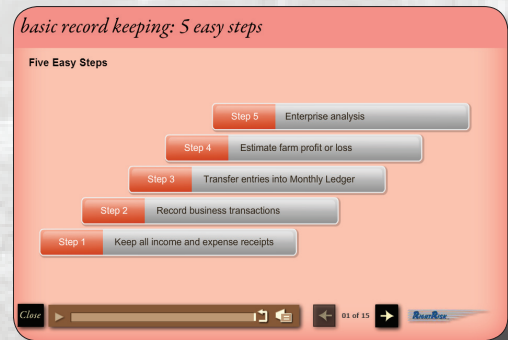 basic record keeping: 5 easy steps
Five Easy Steps
Step 5 Enterprise analysis
Step 4 Estimate farm profit or loss
Step 3 Transfer entries into Monthly Ledger
Step 2 Record business transactions
Step 1 Keep all income and expense receipts
Close 01 of 15 RightRisk